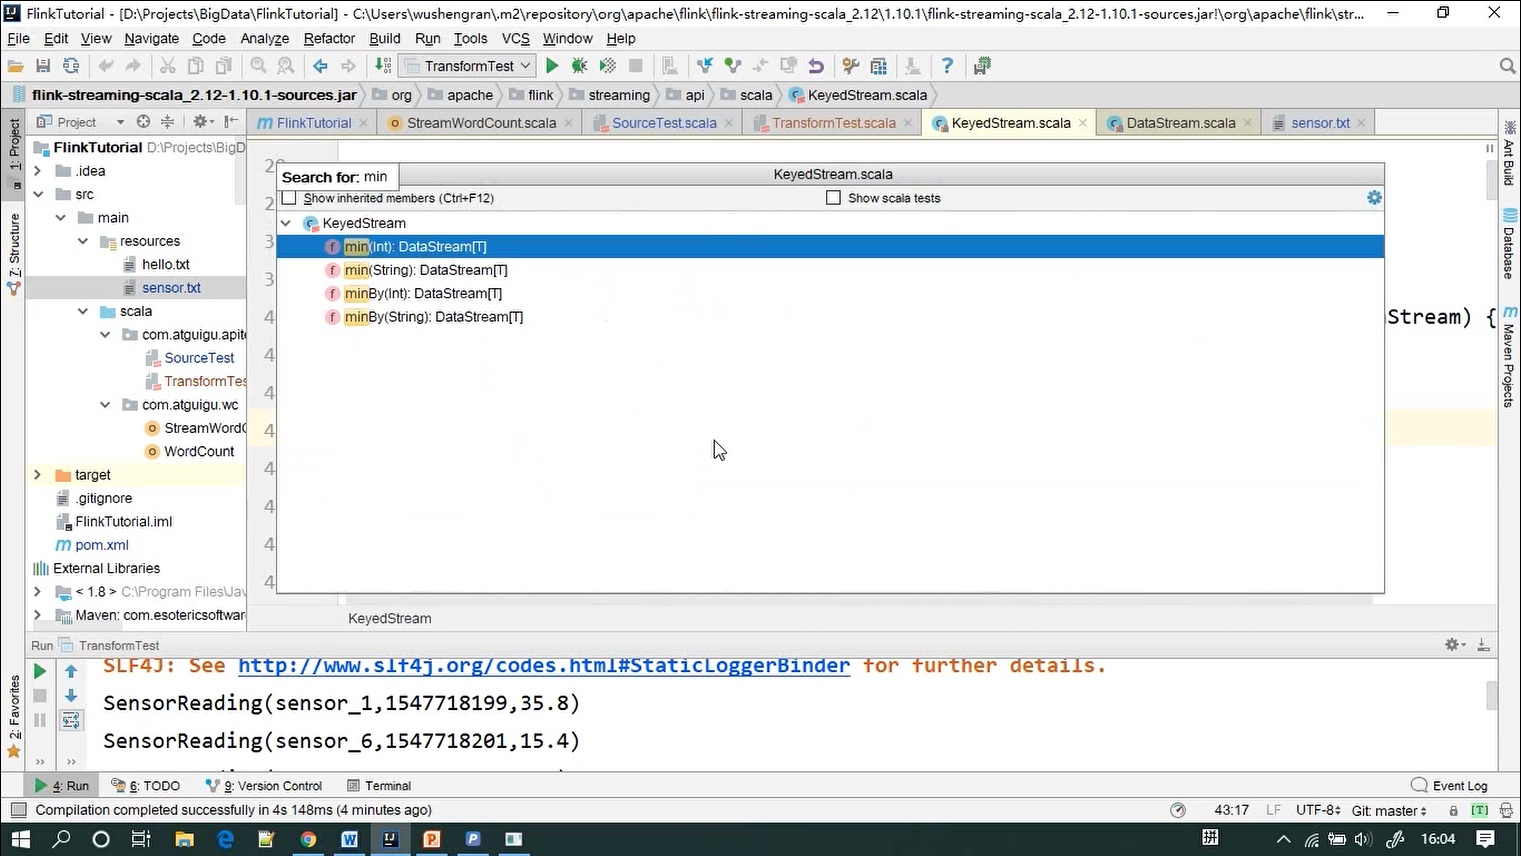 FlinkTutorial - [D:\Projects\BigData\FlinkTutorial] - C:\Users\wushengran\.m2\repository\org\apache\flink\flink-streaming-scala_2.12\1.10.1\flink-streaming-scala_2.12-1.10.1-sources.jar!\org\apache\flink\str...
File Edit View Navigate Code Analyze Refactor Build Run Tools VCS Window Help
TransformTest
flink-streaming-scala_2.12-1.10.1-sources.jar org apache flink streaming api scala KeyedStream.scala
Project
FlinkTutorial StreamWordCount.scala SourceTest.scala TransformTest.scala KeyedStream.scala DataStream.scala sensor.txt
1: Project
7: Structure
2: Favorites
FlinkTutorial D:\Projects\BigD
.idea
src
main
resources
hello.txt
sensor.txt
scala
com.atguigu.apite
SourceTest
TransformTes
com.atguigu.wc
StreamWordC
WordCount
target
.gitignore
FlinkTutorial.iml
pom.xml
External Libraries
< 1.8 > C:\Program Files\Jav
Maven: com.esotericsoftwar
Search for: min
KeyedStream.scala
Show inherited members (Ctrl+F12) Show scala tests
KeyedStream
min(Int): DataStream[T]
min(String): DataStream[T]
minBy(Int): DataStream[T]
minBy(String): DataStream[T]
Stream) {
KeyedStream
Ant Build
Database
Maven Projects
Run TransformTest
SLF4J: See http://www.slf4j.org/codes.html#StaticLoggerBinder for further details.
SensorReading(sensor_1,1547718199,35.8)
SensorReading(sensor_6,1547718201,15.4)
4: Run 6: TODO 9: Version Control Terminal Event Log
Compilation completed successfully in 4s 148ms (4 minutes ago) 43:17 LF UTF-8 Git: master
拼 16:04